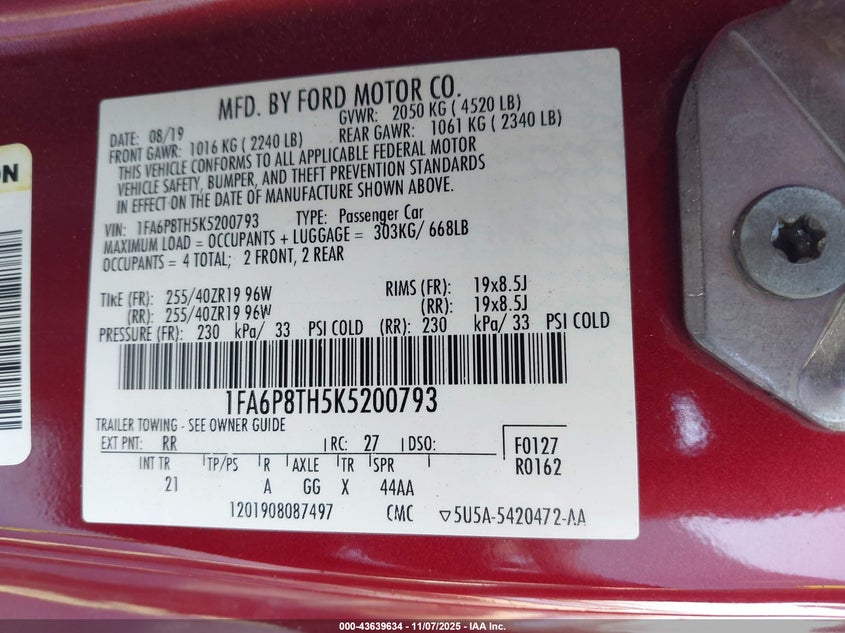 ON
MFD. BY FORD MOTOR CO.
DATE: 08/19 GVWR: 2050 KG ( 4520 LB)
FRONT GAWR: 1016 KG ( 2240 LB) REAR GAWR: 1061 KG ( 2340 LB)
THIS VEHICLE CONFORMS TO ALL APPLICABLE FEDERAL MOTOR
VEHICLE SAFETY, BUMPER, AND THEFT PREVENTION STANDARDS
IN EFFECT ON THE DATE OF MANUFACTURE SHOWN ABOVE.
VIN: 1FA6P8TH5K5200793 TYPE: Passenger Car
MAXIMUM LOAD = OCCUPANTS + LUGGAGE = 303KG/ 668LB
OCCUPANTS = 4 TOTAL; 2 FRONT, 2 REAR
TIRE (FR): 255/40ZR19 96W RIMS (FR): 19x8.5J
(RR): 255/40ZR19 96W (RR): 19x8.5J
PRESSURE (FR): 230 kPa/ 33 PSI COLD (RR): 230 kPa/ 33 PSI COLD
1FA6P8TH5K5200793
TRAILER TOWING - SEE OWNER GUIDE
EXT PNT: RR RC: 27 DSO: F0127
INT TR TP/PS R AXLE TR SPR R0162
21 A GG X 44AA
1201908087497 CMC ▽5U5A-5420472-AA
000-43639634 - 11/07/2025 - IAA Inc.